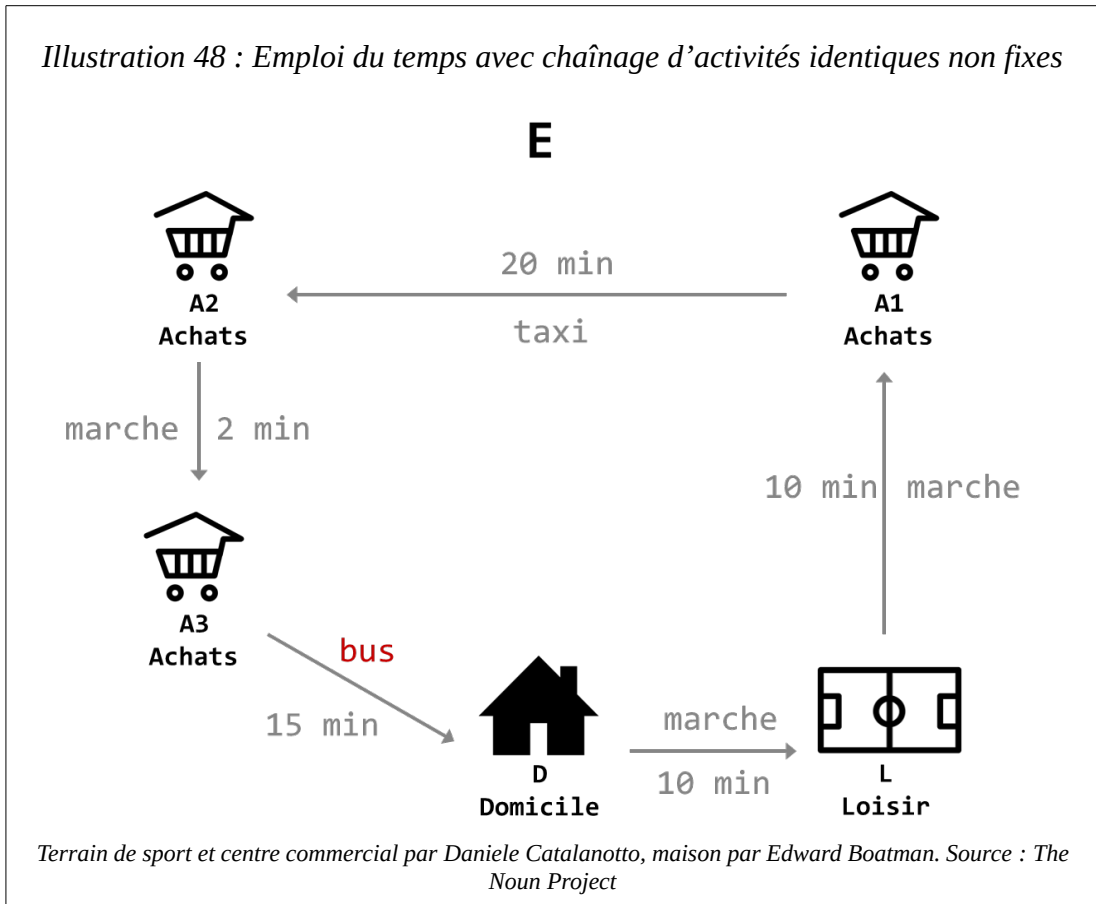 Illustration 48 : Emploi du temps avec chaînage d’activités identiques non fixes
E
20 min
A2
Achats
taxi
A1
Achats
marche
2 min
10 min
marche
A3
Achats
bus
15 min
marche
10 min
D
Domicile
L
Loisir
Terrain de sport et centre commercial par Daniele Catalanotto, maison par Edward Boatman. Source : The
Noun Project